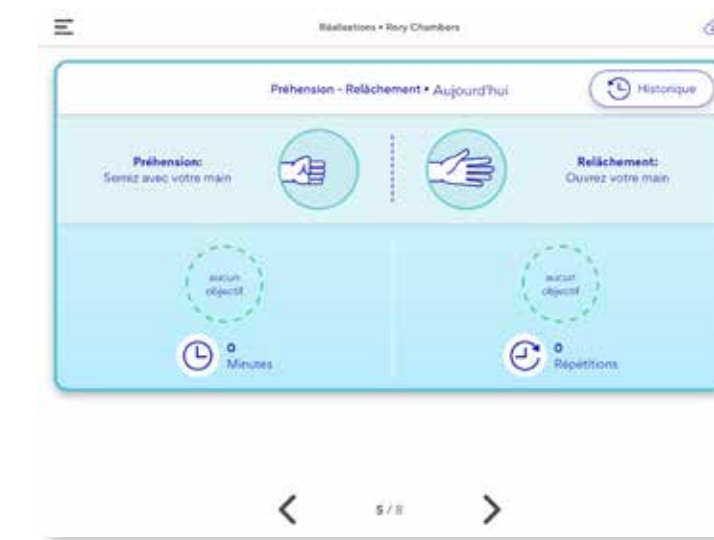 Réalisations • Rory Chambers
Préhension - Relâchement • Aujourd'hui
Historique
Préhension:
Serrez avec votre main
Relâchement:
Ouvrez votre main
aucun
objectif
aucun
objectif
0
Minutes
0
Répétitions
5 / 8